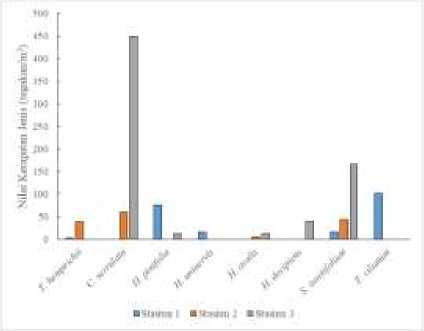 Nilai Kerapatan Jenis (tegakan/m²)
500
450
400
350
300
250
200
150
100
50
0
T. hemprichii
C. serrulata
H. pinifolia
H. uninervis
H. ovalis
H. decipiens
S. isoetifolium
T. ciliatum
Stasiun 1
Stasiun 2
Stasiun 3